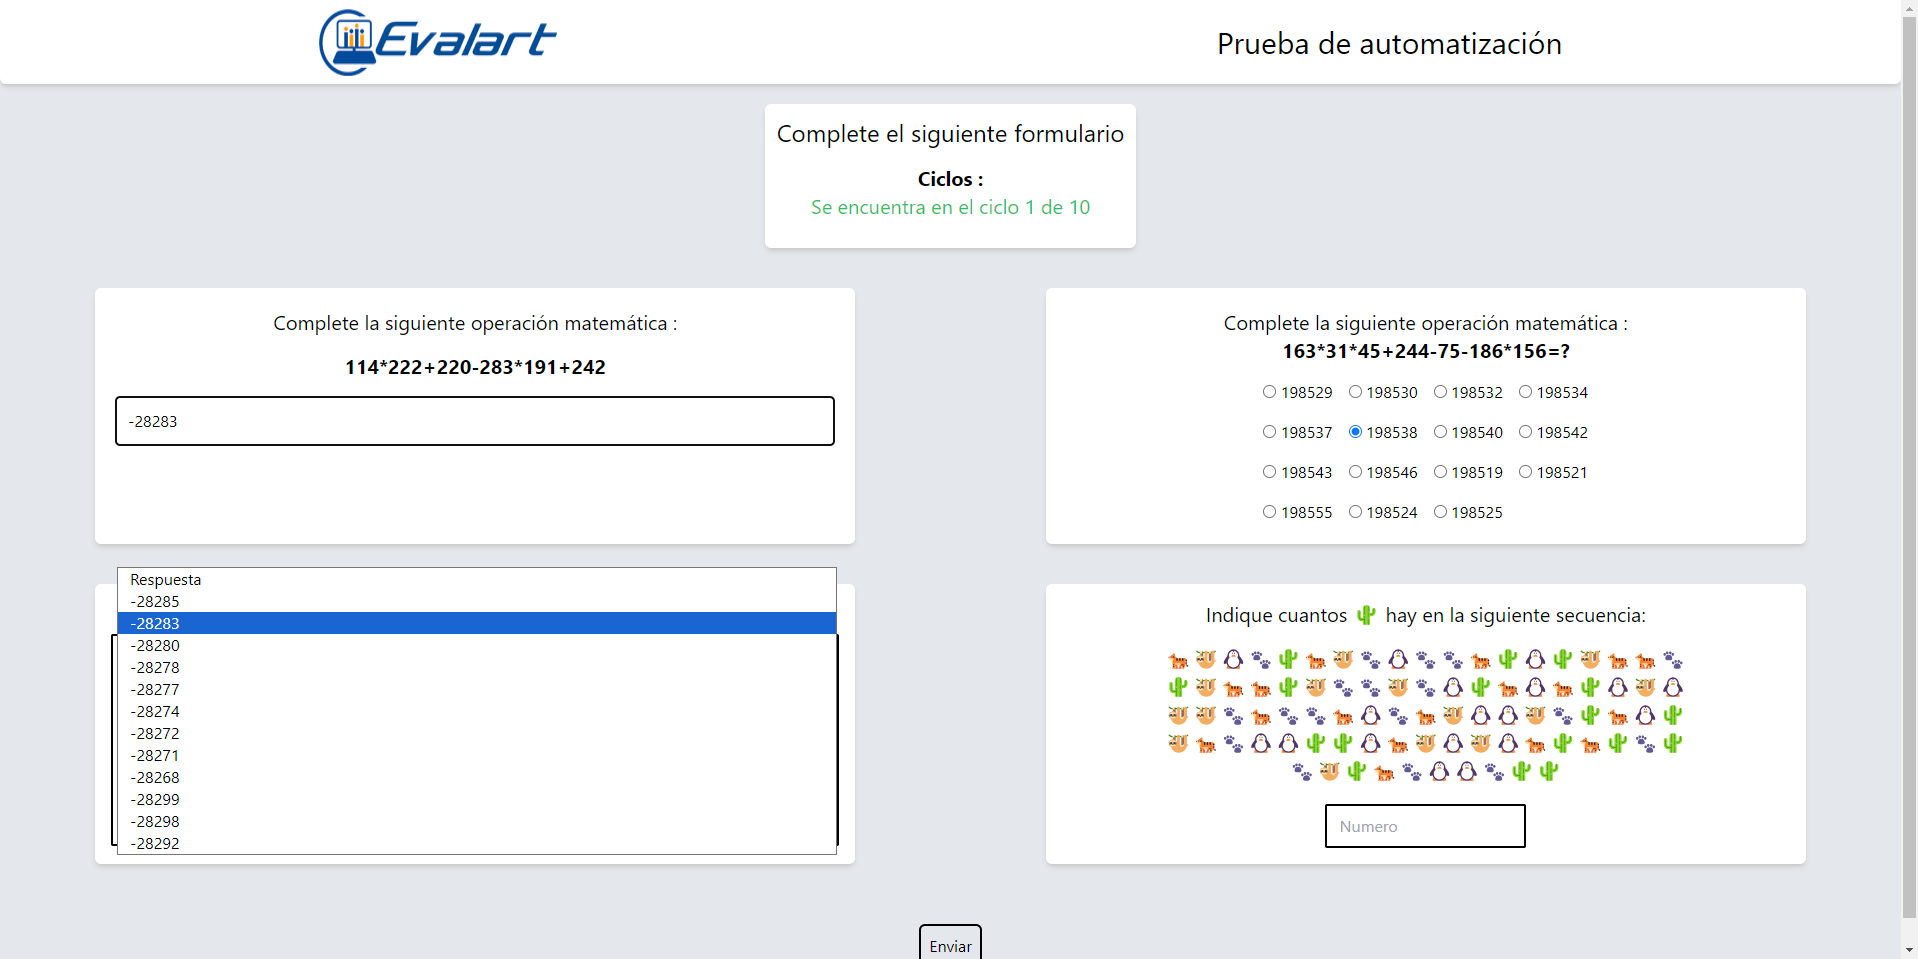 Evalart
Prueba de automatización
Complete el siguiente formulario
Ciclos :
Se encuentra en el ciclo 1 de 10
Complete la siguiente operación matemática :
114*222+220-283*191+242
-28283
Complete la siguiente operación matemática :
163*31*45+244-75-186*156=?
198529 198530 198532 198534
198537 198538 198540 198542
198543 198546 198519 198521
198555 198524 198525
Respuesta
-28285
-28283
-28280
-28278
-28277
-28274
-28272
-28271
-28268
-28299
-28298
-28292
Indique cuantos 🌵 hay en la siguiente secuencia:
Numero
Enviar